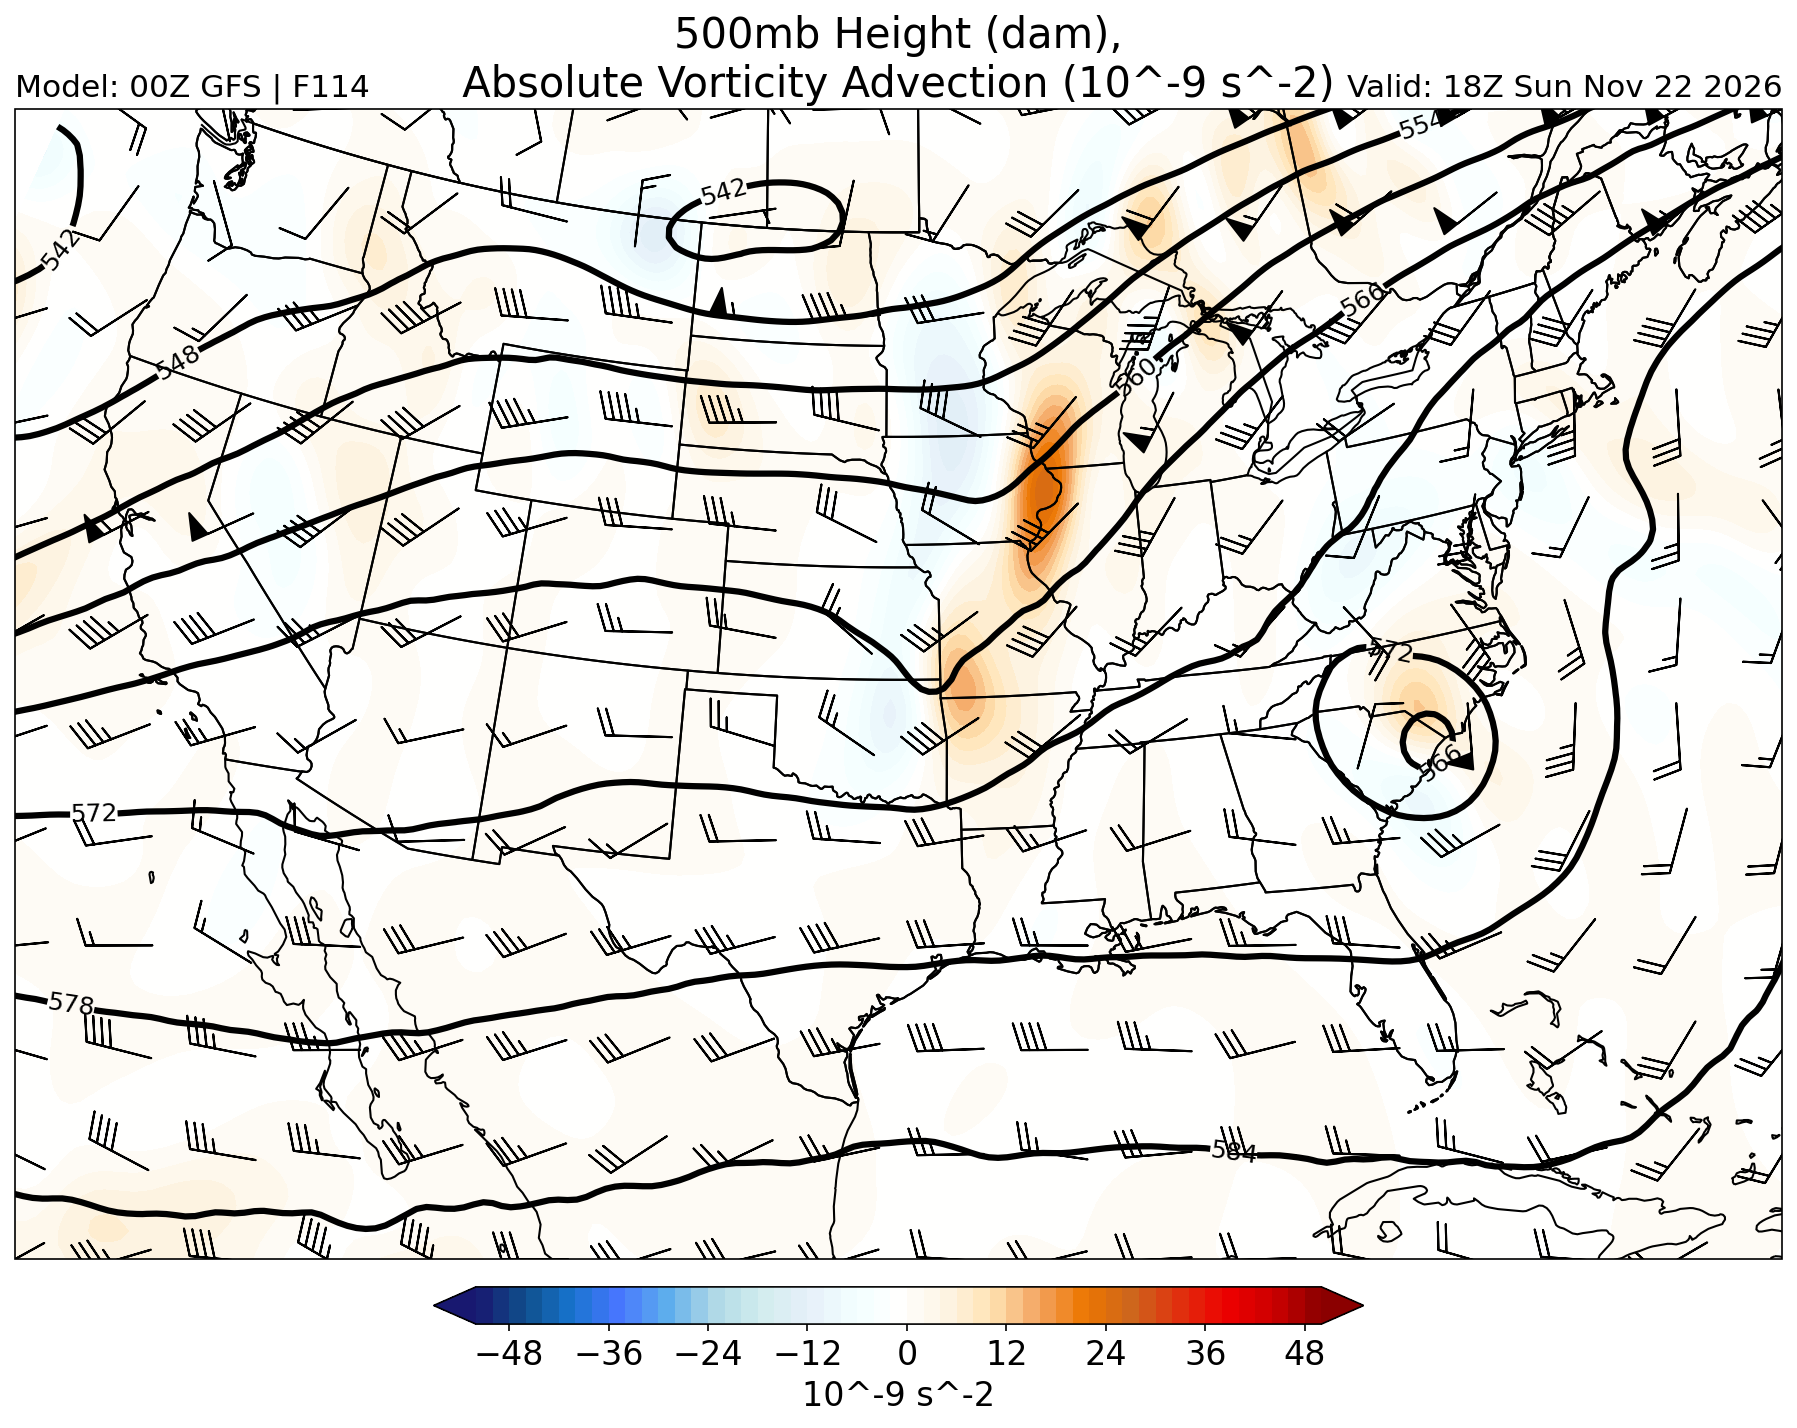 500mb Height (dam),
Model: 00Z GFS | F114
Absolute Vorticity Advection (10^-9 s^-2)
Valid: 18Z Sun Nov 22 2026
554
542
542
566
548
560
572
566
572
578
584
−48 −36 −24 −12 0 12 24 36 48
10^-9 s^-2